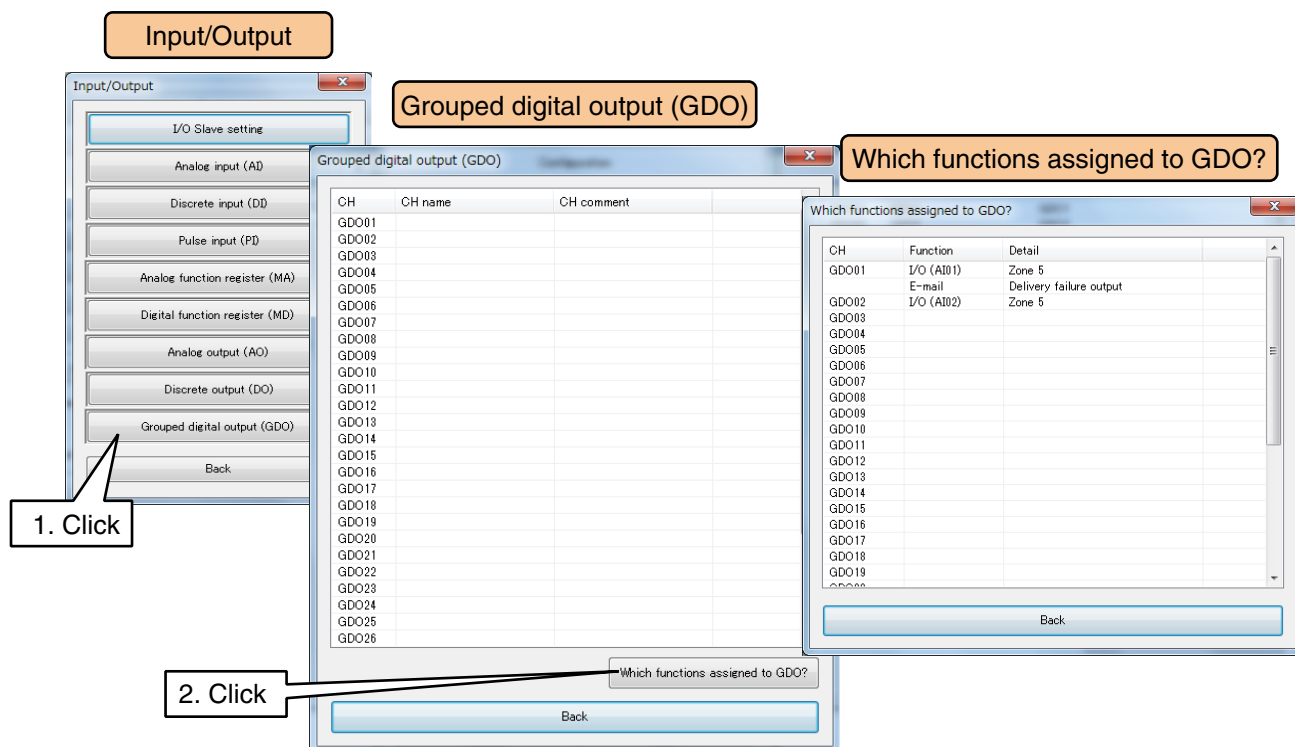 Input/Output
Input/Output
I/O Slave setting
Analog input (AI)
Discrete input (DI)
Pulse input (PI)
Analog function register (MA)
Digital function register (MD)
Analog output (AO)
Discrete output (DO)
Grouped digital output (GDO)
Back
1. Click
Grouped digital output (GDO)
Grouped digital output (GDO)
CH CH name CH comment
GDO01
GDO02
GDO03
GDO04
GDO05
GDO06
GDO07
GDO08
GDO09
GDO10
GDO11
GDO12
GDO13
GDO14
GDO15
GDO16
GDO17
GDO18
GDO19
GDO20
GDO21
GDO22
GDO23
GDO24
GDO25
GDO26
Which functions assigned to GDO?
2. Click
Back
Which functions assigned to GDO?
Which functions assigned to GDO?
CH Function Detail
GDO01 I/O (AI01) Zone 5
E-mail Delivery failure output
GDO02 I/O (AI02) Zone 5
GDO03
GDO04
GDO05
GDO06
GDO07
GDO08
GDO09
GDO10
GDO11
GDO12
GDO13
GDO14
GDO15
GDO16
GDO17
GDO18
GDO19
Back